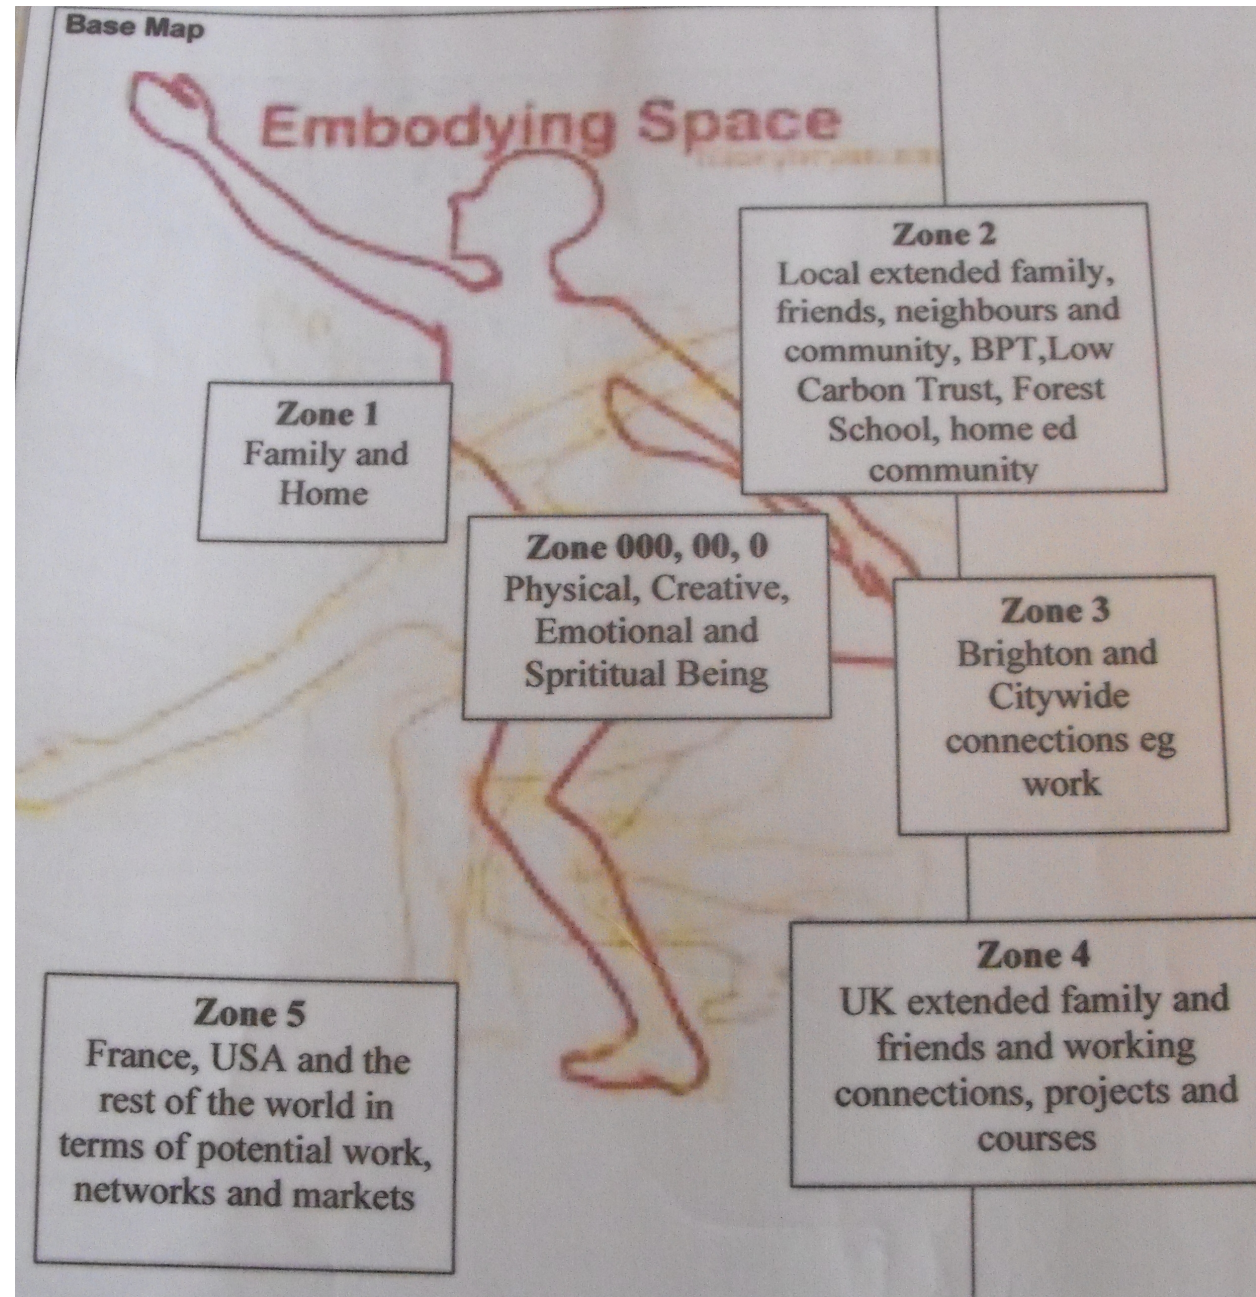 Base Map
Embodying Space
Zone 2
Local extended family,
friends, neighbours and
community, BPT,Low
Carbon Trust, Forest
School, home ed
community
Zone 1
Family and
Home
Zone 000, 00, 0
Physical, Creative,
Emotional and
Sprititual Being
Zone 3
Brighton and
Citywide
connections eg
work
Zone 4
UK extended family and
friends and working
connections, projects and
courses
Zone 5
France, USA and the
rest of the world in
terms of potential work,
networks and markets